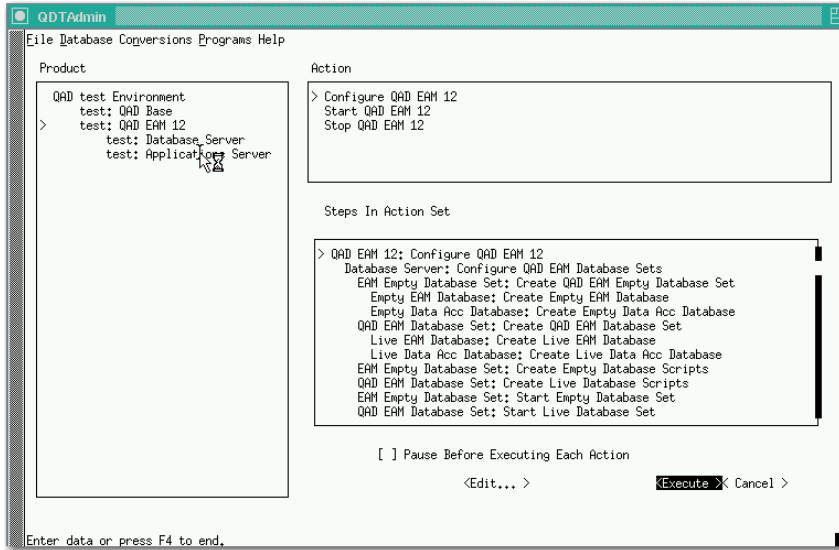 QDTAdmin
File Database Conversions Programs Help
Product
QAD test Environment
test: QAD Base
> test: QAD EAM 12
test: Database Server
test: Applications Server
Action
> Configure QAD EAM 12
Start QAD EAM 12
Stop QAD EAM 12
Steps In Action Set
> QAD EAM 12: Configure QAD EAM 12
Database Server: Configure QAD EAM Database Sets
EAM Empty Database Set: Create QAD EAM Empty Database Set
Empty EAM Database: Create Empty EAM Database
Empty Data Acc Database: Create Empty Data Acc Database
QAD EAM Database Set: Create QAD EAM Database Set
Live EAM Database: Create Live EAM Database
Live Data Acc Database: Create Live Data Acc Database
EAM Empty Database Set: Create Empty Database Scripts
QAD EAM Database Set: Create Live Database Scripts
EAM Empty Database Set: Start Empty Database Set
QAD EAM Database Set: Start Live Database Set
[ ] Pause Before Executing Each Action
<Edit... > <Execute >< Cancel >
Enter data or press F4 to end.